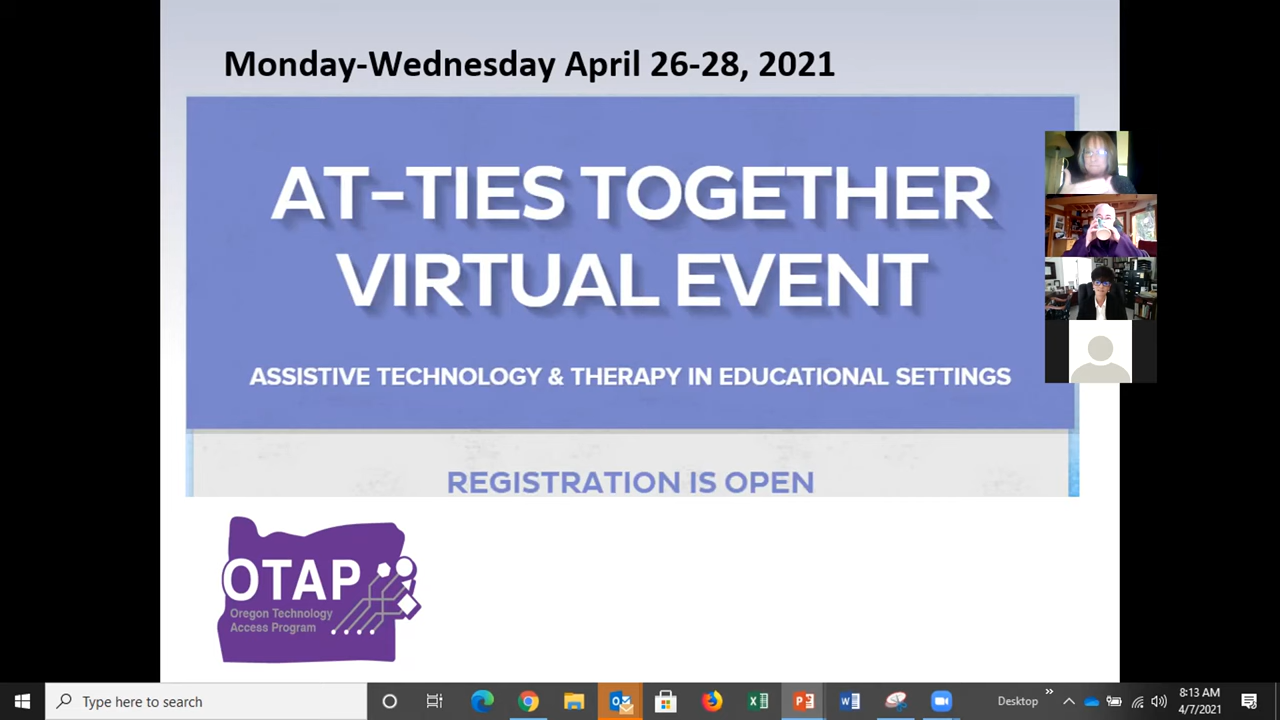 Monday-Wednesday April 26-28, 2021
AT-TIES TOGETHER
VIRTUAL EVENT
ASSISTIVE TECHNOLOGY & THERAPY IN EDUCATIONAL SETTINGS
REGISTRATION IS OPEN
OTAP
Oregon Technology
Access Program
Type here to search
Desktop
8:13 AM
4/7/2021